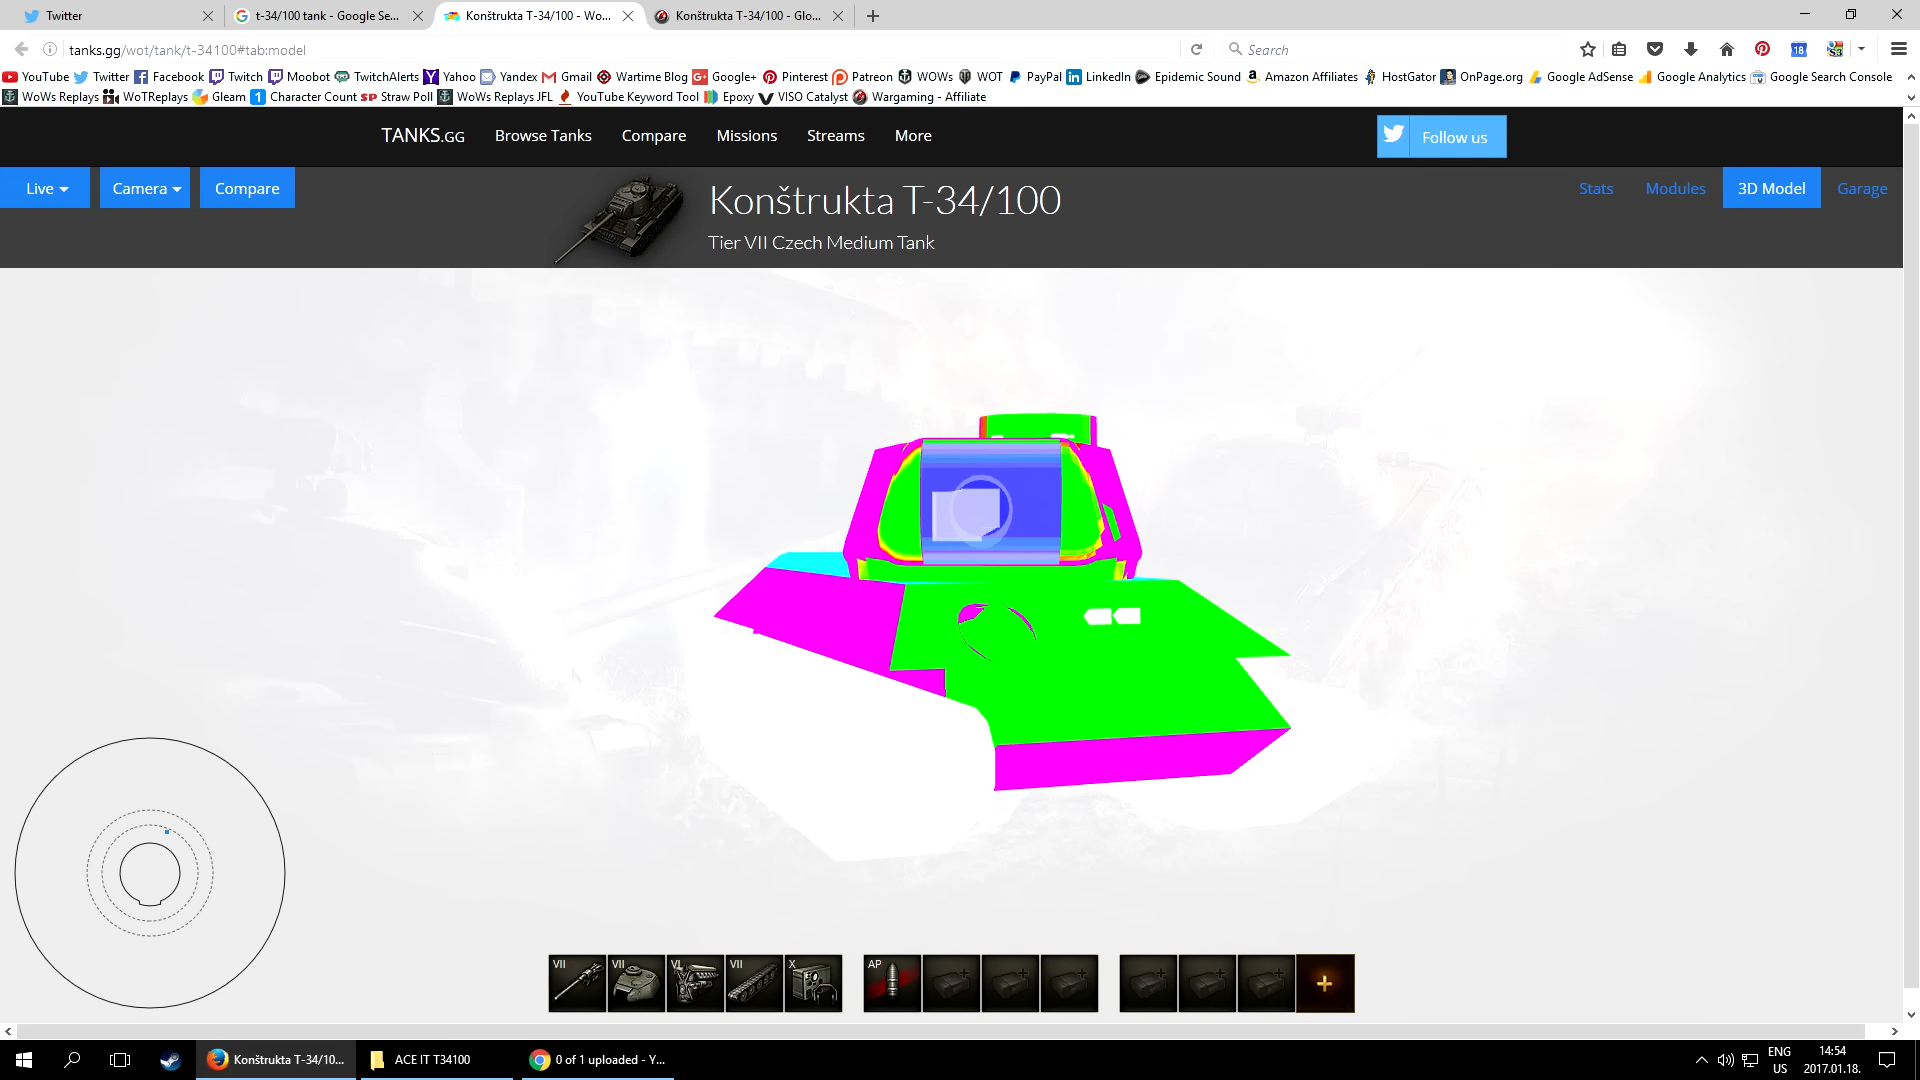 Twitter
t-34/100 tank - Google Se...
Konštrukta T-34/100 - Wo...
Konštrukta T-34/100 - Glo...
tanks.gg/wot/tank/t-34100#tab:model
Search
18
YouTube Twitter Facebook Twitch Moobot TwitchAlerts Yahoo Yandex Gmail Wartime Blog Google+ Pinterest Patreon WOWs WOT PayPal LinkedIn Epidemic Sound Amazon Affiliates HostGator OnPage.org Google AdSense Google Analytics Google Search Console
WoWs Replays WoTReplays Gleam Character Count SP Straw Poll WoWs Replays JFL YouTube Keyword Tool Epoxy VISO Catalyst Wargaming - Affiliate
TANKS.GG Browse Tanks Compare Missions Streams More Follow us
Live Camera Compare
Konštrukta T-34/100
Tier VII Czech Medium Tank
Stats Modules 3D Model Garage
VII VII VI VII X AP
Konštrukta T-34/10... ACE IT T34100 0 of 1 uploaded - Y...
ENG
US
14:54
2017.01.18.